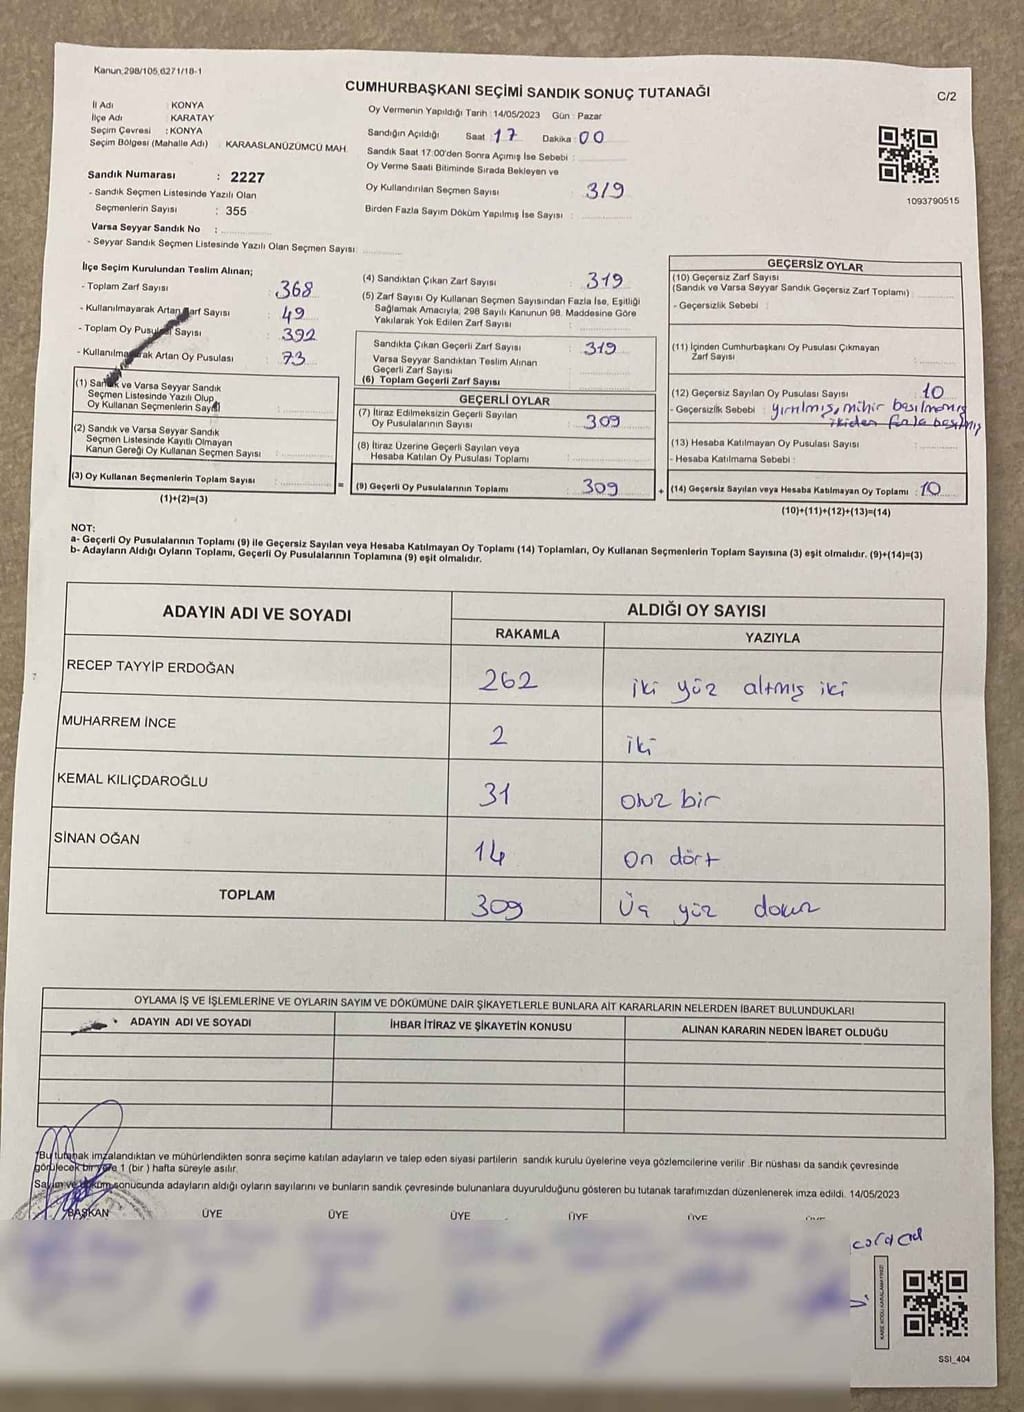 Kanun:298/105,6271/18-1
CUMHURBAŞKANI SEÇİMİ SANDIK SONUÇ TUTANAĞI
C/2
İl Adı : KONYA
İlçe Adı : KARATAY
Seçim Çevresi : KONYA
Seçim Bölgesi (Mahalle Adı) : KARAASLANÜZÜMCÜ MAH.
Sandık Numarası : 2227
- Sandık Seçmen Listesinde Yazılı Olan
Seçmenlerin Sayısı : 355
Varsa Seyyar Sandık No :
- Seyyar Sandık Seçmen Listesinde Yazılı Olan Seçmen Sayısı:
Oy Vermenin Yapıldığı Tarih : 14/05/2023 Gün : Pazar
Sandığın Açıldığı Saat : 17 Dakika : 00
Sandık Saat 17:00'den Sonra Açımış İse Sebebi :
Oy Verme Saati Bitiminde Sırada Bekleyen ve
Oy Kullandırılan Seçmen Sayısı : 319
Birden Fazla Sayım Döküm Yapılmış İse Sayısı :
1093790515
İlçe Seçim Kurulundan Teslim Alınan;
- Toplam Zarf Sayısı : 368
- Kullanılmayarak Artan Zarf Sayısı : 49
- Toplam Oy Pusulası Sayısı : 392
- Kullanılmayarak Artan Oy Pusulası : 73
(1) Sandık ve Varsa Seyyar Sandık
Seçmen Listesinde Yazılı Olup
Oy Kullanan Seçmenlerin Sayısı
(2) Sandık ve Varsa Seyyar Sandık
Seçmen Listesinde Kayıtlı Olmayan
Kanun Gereği Oy Kullanan Seçmen Sayısı
(3) Oy Kullanan Seçmenlerin Toplam Sayısı
(1)+(2)=(3)
(4) Sandıktan Çıkan Zarf Sayısı : 319
(5) Zarf Sayısı Oy Kullanan Seçmen Sayısından Fazla İse, Eşitliği
Sağlamak Amacıyla, 298 Sayılı Kanunun 98. Maddesine Göre
Yakılarak Yok Edilen Zarf Sayısı :
Sandıkta Çıkan Geçerli Zarf Sayısı : 319
Varsa Seyyar Sandıktan Teslim Alınan
Geçerli Zarf Sayısı :
(6) Toplam Geçerli Zarf Sayısı
GEÇERLİ OYLAR
(7) İtiraz Edilmeksizin Geçerli Sayılan
Oy Pusulalarının Sayısı : 309
(8) İtiraz Üzerine Geçerli Sayılan veya
Hesaba Katılan Oy Pusulası Toplamı :
= (9) Geçerli Oy Pusulalarının Toplamı : 309
GEÇERSİZ OYLAR
(10) Geçersiz Zarf Sayısı
(Sandık ve Varsa Seyyar Sandık Geçersiz Zarf Toplamı) :
- Geçersizlik Sebebi :
(11) İçinden Cumhurbaşkanı Oy Pusulası Çıkmayan
Zarf Sayısı :
(12) Geçersiz Sayılan Oy Pusulası Sayısı : 10
- Geçersizlik Sebebi : yırtılmış, mühür basılmamış
ikiden fazla basılmış
(13) Hesaba Katılmayan Oy Pusulası Sayısı :
- Hesaba Katılmama Sebebi :
+ (14) Geçersiz Sayılan veya Hesaba Katılmayan Oy Toplamı : 10
(10)+(11)+(12)+(13)=(14)
NOT:
a- Geçerli Oy Pusulalarının Toplamı (9) ile Geçersiz Sayılan veya Hesaba Katılmayan Oy Toplamı (14) Toplamları, Oy Kullanan Seçmenlerin Toplam Sayısına (3) eşit olmalıdır. (9)+(14)=(3)
b- Adayların Aldığı Oyların Toplamı, Geçerli Oy Pusulalarının Toplamına (9) eşit olmalıdır.
ADAYIN ADI VE SOYADI
ALDIĞI OY SAYISI
RAKAMLA YAZIYLA
RECEP TAYYİP ERDOĞAN 262 iki yüz altmış iki
MUHARREM İNCE 2 iki
KEMAL KILIÇDAROĞLU 31 otuz bir
SİNAN OĞAN 14 on dört
TOPLAM 309 Üç yüz dokuz
OYLAMA İŞ VE İŞLEMLERİNE VE OYLARIN SAYIM VE DÖKÜMÜNE DAİR ŞİKAYETLERLE BUNLARA AİT KARARLARIN NELERDEN İBARET BULUNDUKLARI
ADAYIN ADI VE SOYADI İHBAR İTİRAZ VE ŞİKAYETİN KONUSU ALINAN KARARIN NEDEN İBARET OLDUĞU
Bu tutanak imzalandıktan ve mühürlendikten sonra seçime katılan adayların ve talep eden siyasi partilerin sandık kurulu üyelerine veya gözlemcilerine verilir .Bir nüshası da sandık çevresinde
görülecek bir yere 1 (bir ) hafta süreyle asılır.
Sayım ve döküm sonucunda adayların aldığı oyların sayılarını ve bunların sandık çevresinde bulunanlara duyurulduğunu gösteren bu tutanak tarafımızdan düzenlenerek imza edildi. 14/05/2023
BAŞKAN ÜYE ÜYE ÜYE ÜYE ÜYE ÜYE
SSI_404